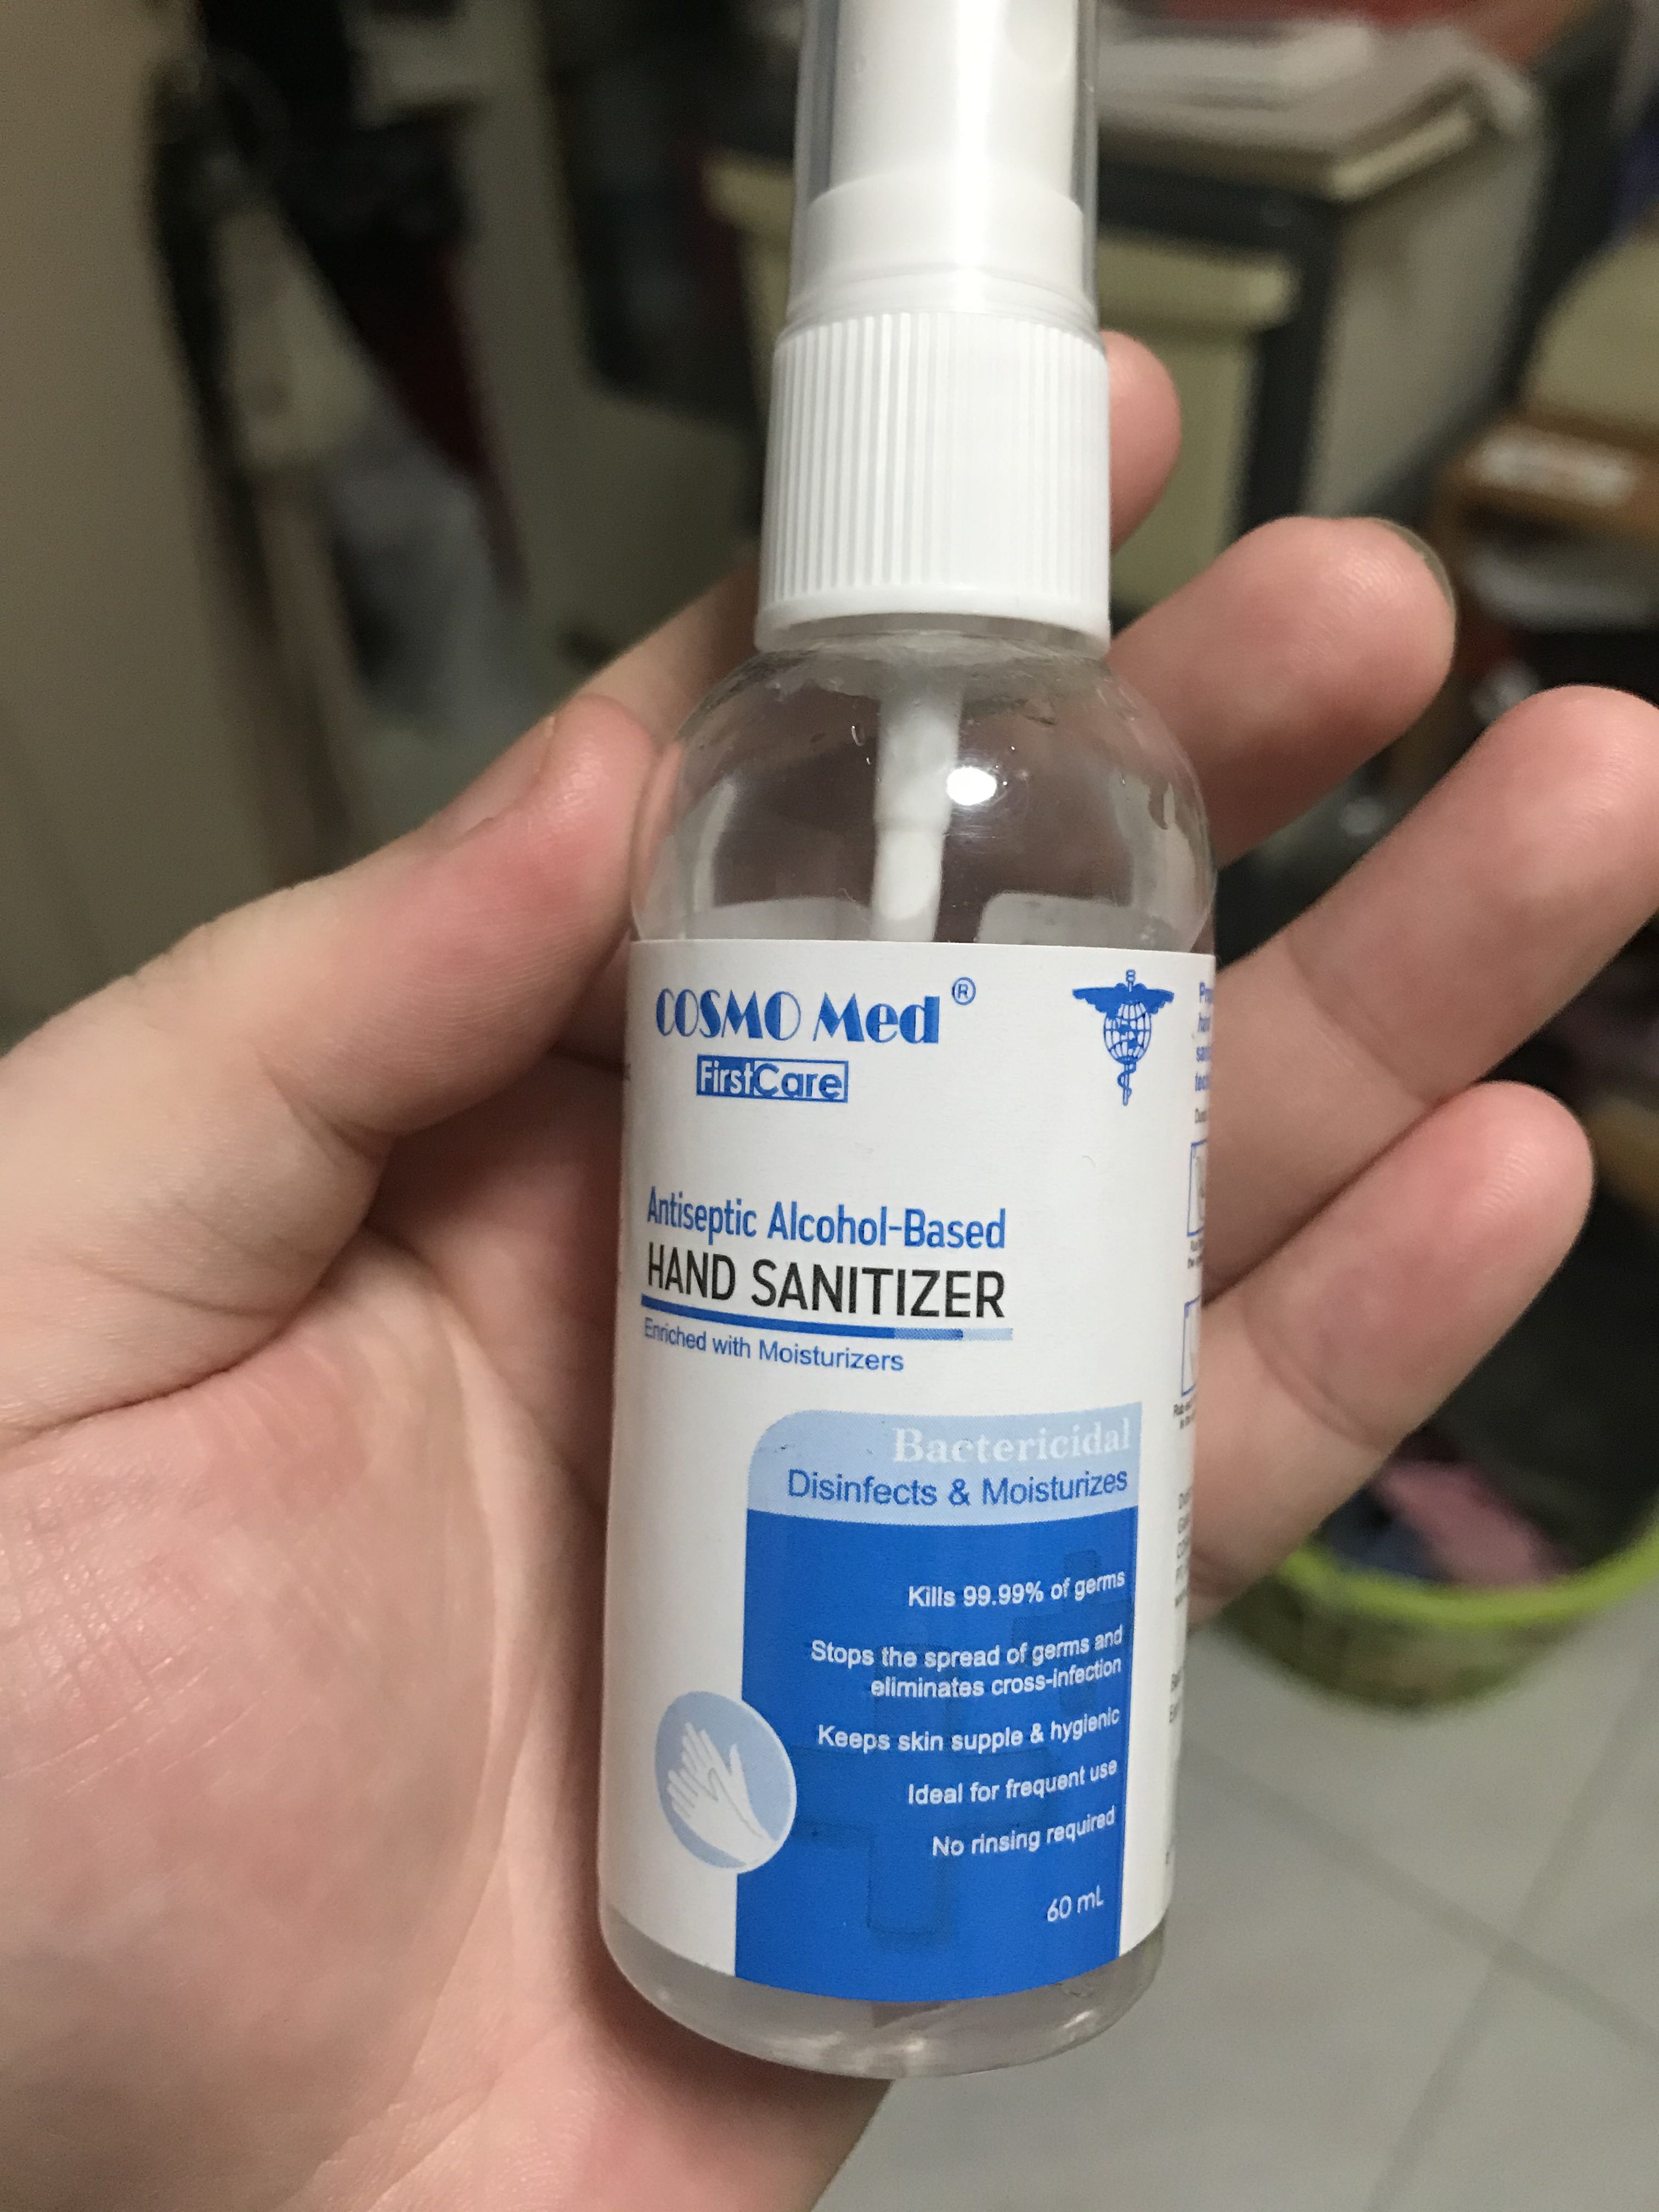 COSMO Med ®
FirstCare
Antiseptic Alcohol-Based
HAND SANITIZER
Enriched with Moisturizers
Bactericidal
Disinfects & Moisturizes
Kills 99.99% of germs
Stops the spread of germs and
eliminates cross-infection
Keeps skin supple & hygienic
Ideal for frequent use
No rinsing required
60 mL